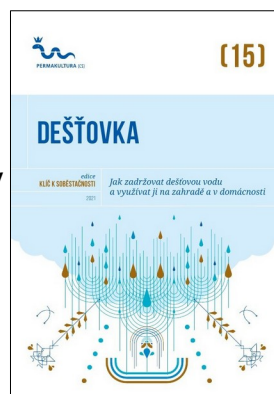 PERMAKULTURA (CS)
(15)
DEŠŤOVKA
edice
KLÍČ K SOBĚSTAČNOSTI
2021
Jak zadržovat dešťovou vodu
a využívat ji na zahradě a v domácnosti